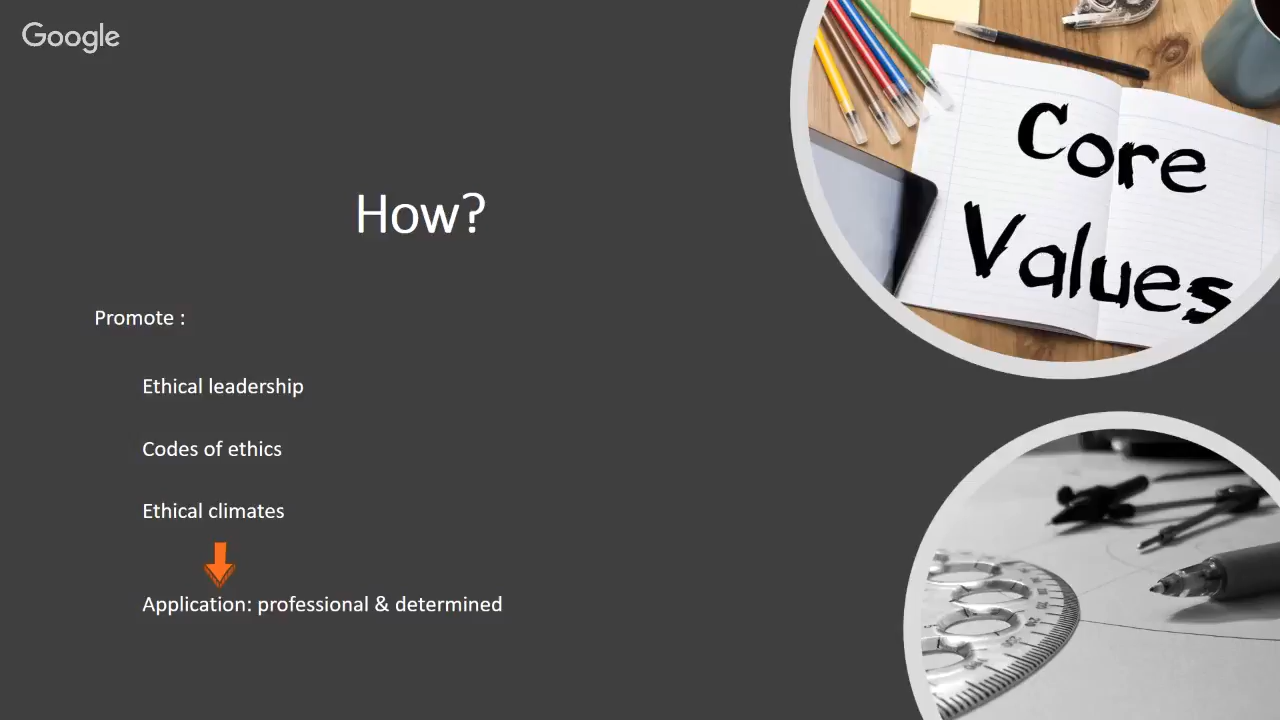 Google
How?
Promote :
Ethical leadership
Codes of ethics
Ethical climates
Application: professional & determined
Core
Values